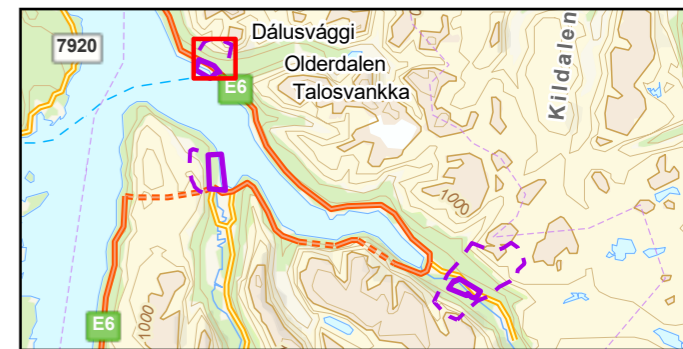 7920
Dálusvággi
Olderdalen
Talosvankka
E6
Kildalen
1000
1000
E6